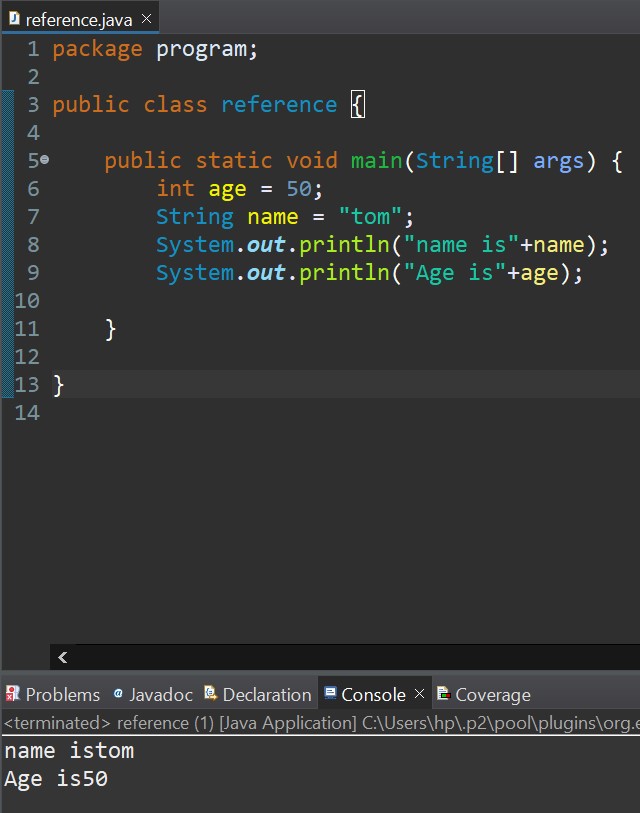 reference.java
1 package program;
2
3 public class reference {
4
5 public static void main(String[] args) {
6 int age = 50;
7 String name = "tom";
8 System.out.println("name is"+name);
9 System.out.println("Age is"+age);
10
11 }
12
13 }
14
Problems Javadoc Declaration Console Coverage
<terminated> reference (1) [Java Application] C:\Users\hp\.p2\pool\plugins\org.e
name istom
Age is50